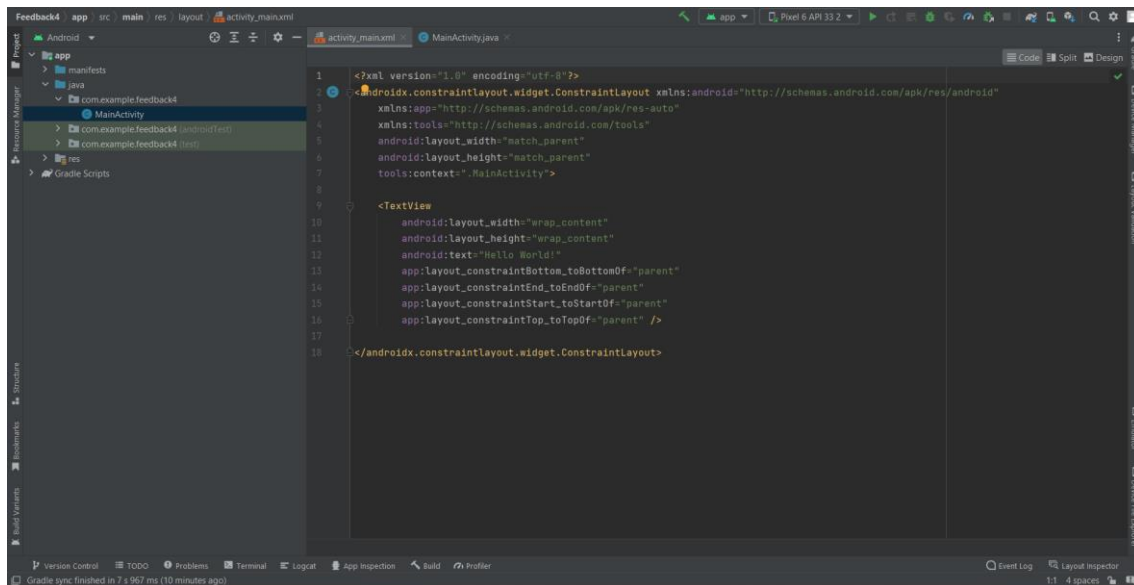 Feedback4 app src main res layout activity_main.xml
app Pixel 6 API 33 2
Android
activity_main.xml
MainActivity.java
Code Split Design
Project
Resource Manager
Structure
Bookmarks
Build Variants
app
manifests
java
com.example.feedback4
MainActivity
com.example.feedback4 (androidTest)
com.example.feedback4 (test)
res
Gradle Scripts
1 <?xml version="1.0" encoding="utf-8"?>
2 <androidx.constraintlayout.widget.ConstraintLayout xmlns:android="http://schemas.android.com/apk/res/android"
3 xmlns:app="http://schemas.android.com/apk/res-auto"
4 xmlns:tools="http://schemas.android.com/tools"
5 android:layout_width="match_parent"
6 android:layout_height="match_parent"
7 tools:context=".MainActivity">
8
9 <TextView
10 android:layout_width="wrap_content"
11 android:layout_height="wrap_content"
12 android:text="Hello World!"
13 app:layout_constraintBottom_toBottomOf="parent"
14 app:layout_constraintEnd_toEndOf="parent"
15 app:layout_constraintStart_toStartOf="parent"
16 app:layout_constraintTop_toTopOf="parent" />
17
18 </androidx.constraintlayout.widget.ConstraintLayout>
Version Control TODO Problems Terminal Logcat App Inspection Build Profiler Event Log Layout Inspector
Gradle sync finished in 7 s 967 ms (10 minutes ago) 1:1 4 spaces